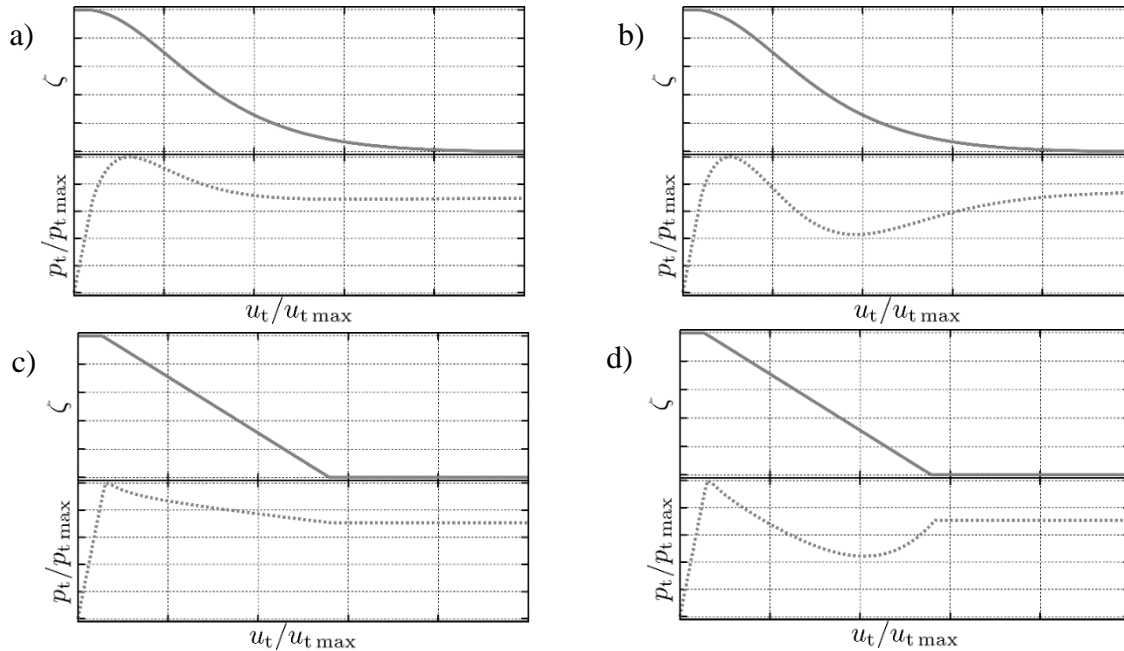 a)
ζ
p_t/p_t max
u_t/u_t max
b)
ζ
p_t/p_t max
u_t/u_t max
c)
ζ
p_t/p_t max
u_t/u_t max
d)
ζ
p_t/p_t max
u_t/u_t max